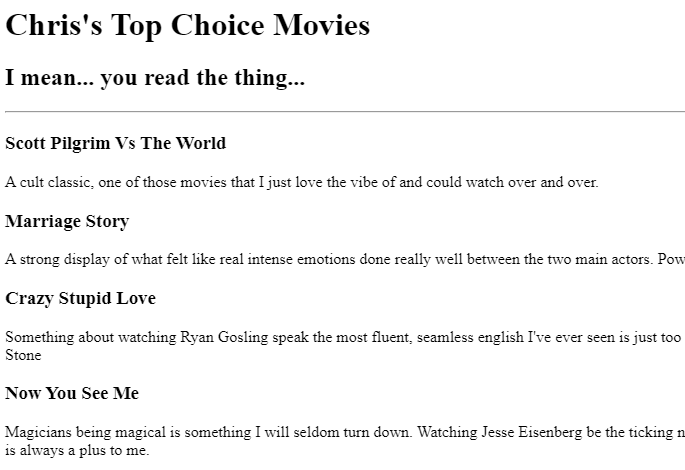 Chris's Top Choice Movies
I mean... you read the thing...
Scott Pilgrim Vs The World
A cult classic, one of those movies that I just love the vibe of and could watch over and over.
Marriage Story
A strong display of what felt like real intense emotions done really well between the two main actors. Pow
Crazy Stupid Love
Something about watching Ryan Gosling speak the most fluent, seamless english I've ever seen is just too
Stone
Now You See Me
Magicians being magical is something I will seldom turn down. Watching Jesse Eisenberg be the ticking n
is always a plus to me.